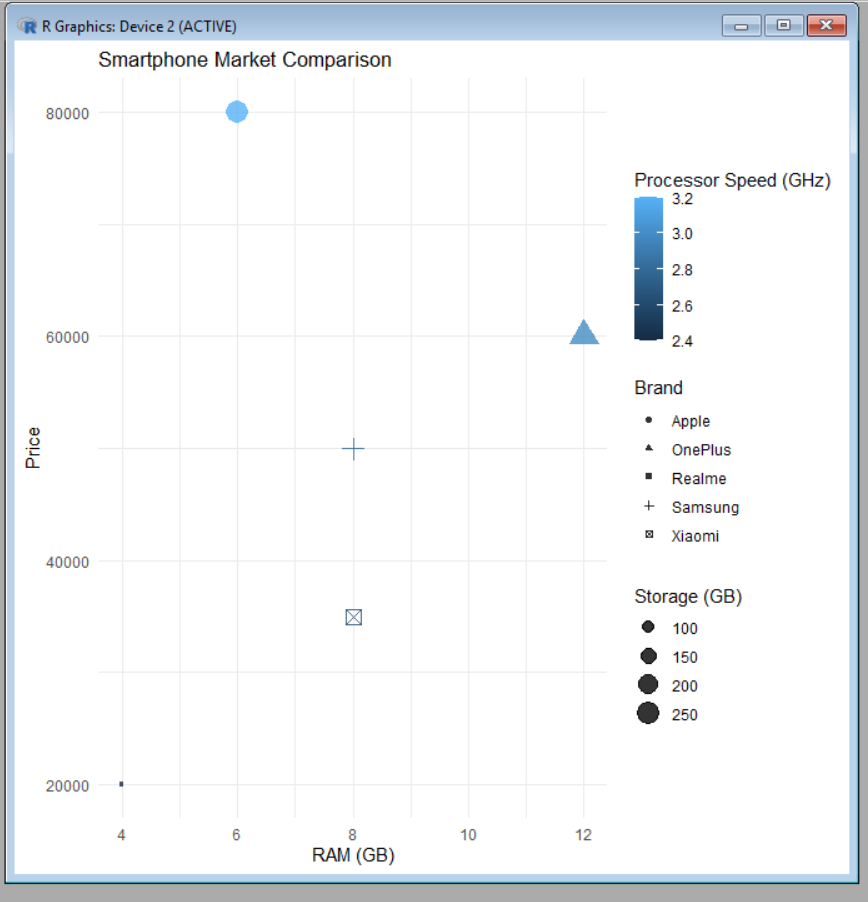 R Graphics: Device 2 (ACTIVE)
Smartphone Market Comparison
80000
60000
40000
20000
Price
4 6 8 10 12
RAM (GB)
Processor Speed (GHz)
3.2
3.0
2.8
2.6
2.4
Brand
Apple
OnePlus
Realme
Samsung
Xiaomi
Storage (GB)
100
150
200
250